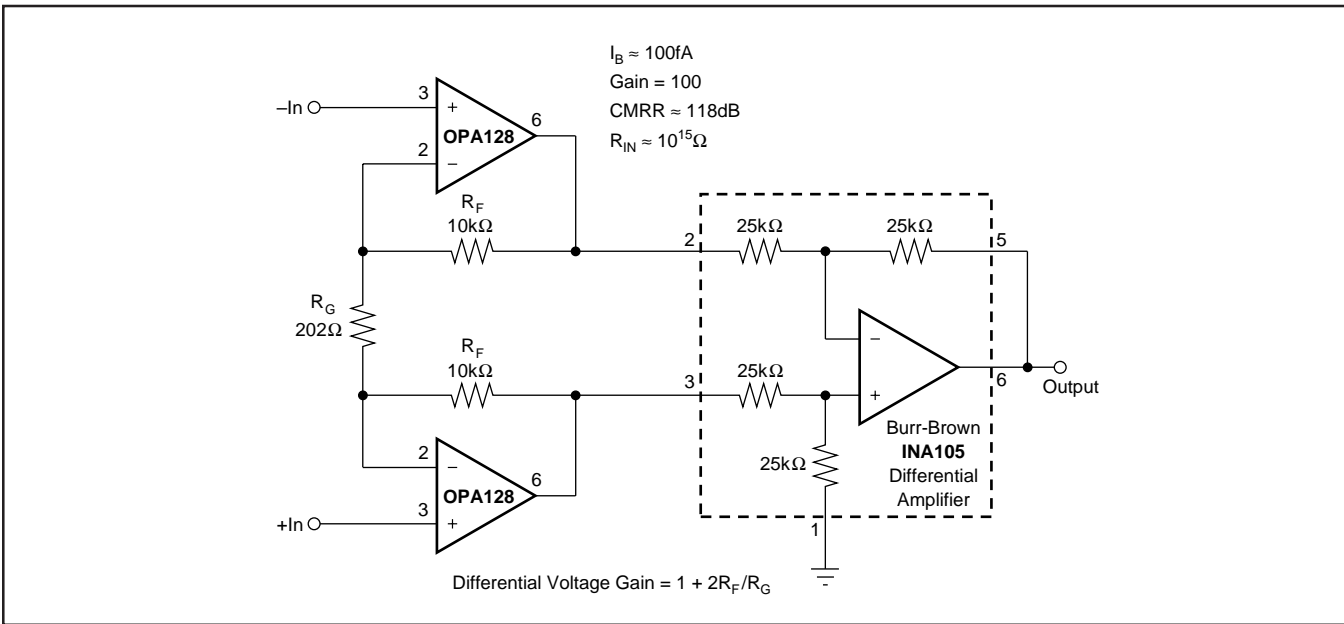 I_B ≈ 100fA
Gain = 100
CMRR ≈ 118dB
R_IN ≈ 10^15Ω
–In
3
+
OPA128
6
2
–
R_F
10kΩ
R_G
202Ω
R_F
10kΩ
2
–
OPA128
6
3
+
+In
2
25kΩ
25kΩ
5
–
3
25kΩ
+
6
Output
25kΩ
1
Burr-Brown
INA105
Differential
Amplifier
Differential Voltage Gain = 1 + 2R_F/R_G